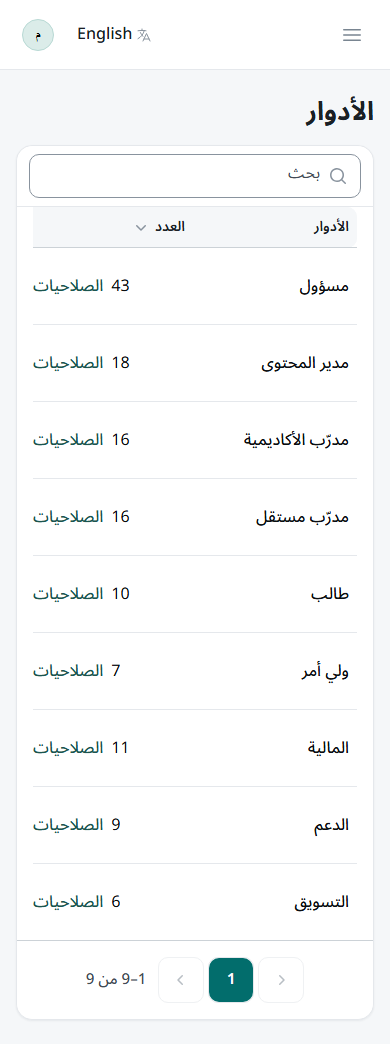 English
م
الأدوار
بحث
الأدوار العدد
مسؤول 43 الصلاحيات
مدير المحتوى 18 الصلاحيات
مدرّب الأكاديمية 16 الصلاحيات
مدرّب مستقل 16 الصلاحيات
طالب 10 الصلاحيات
ولي أمر 7 الصلاحيات
المالية 11 الصلاحيات
الدعم 9 الصلاحيات
التسويق 6 الصلاحيات
1
1–9 من 9